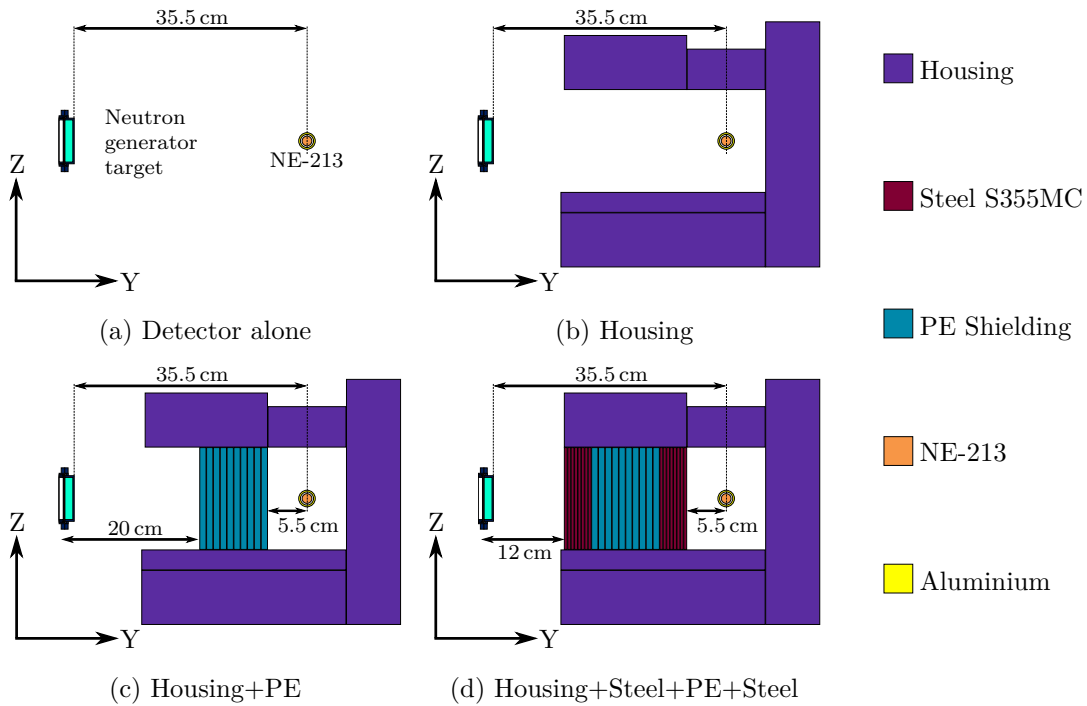 35.5 cm
Neutron
generator
target
NE-213
Z
Y
(a) Detector alone
35.5 cm
Z
Y
(b) Housing
35.5 cm
20 cm
5.5 cm
Z
Y
(c) Housing+PE
35.5 cm
12 cm
5.5 cm
Z
Y
(d) Housing+Steel+PE+Steel
Housing
Steel S355MC
PE Shielding
NE-213
Aluminium